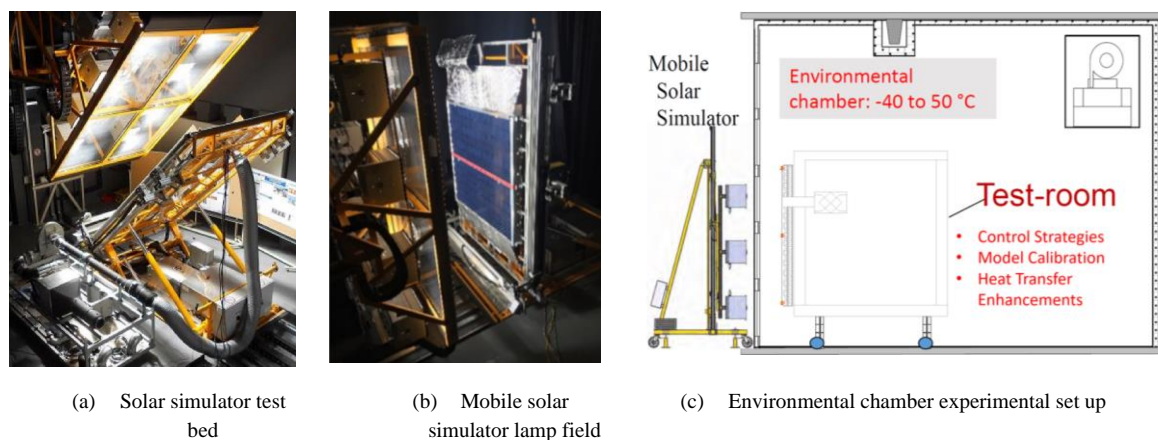 Mobile
Solar
Simulator
Environmental
chamber: -40 to 50 °C
Test-room
• Control Strategies
• Model Calibration
• Heat Transfer
Enhancements
(a) Solar simulator test
bed
(b) Mobile solar
simulator lamp field
(c) Environmental chamber experimental set up